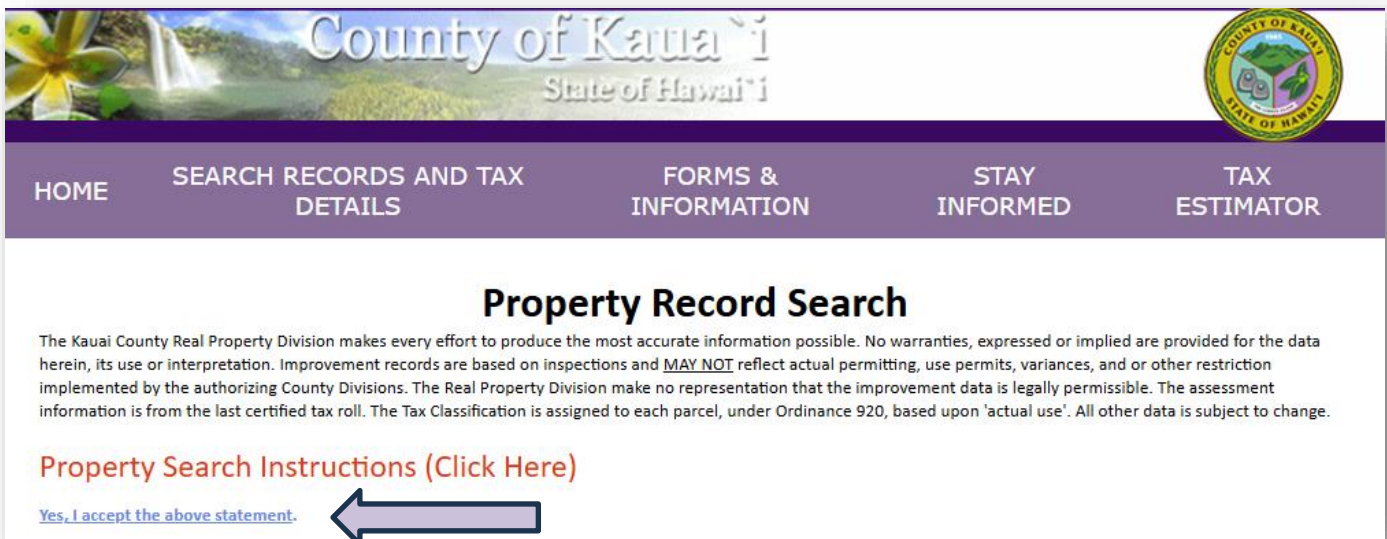 County of Kaua`i
State of Hawai`i
COUNTY OF KAUA'I
STATE OF HAWAI'I
HOME
SEARCH RECORDS AND TAX
DETAILS
FORMS &
INFORMATION
STAY
INFORMED
TAX
ESTIMATOR
Property Record Search
The Kauai County Real Property Division makes every effort to produce the most accurate information possible. No warranties, expressed or implied are provided for the data
herein, its use or interpretation. Improvement records are based on inspections and MAY NOT reflect actual permitting, use permits, variances, and or other restriction
implemented by the authorizing County Divisions. The Real Property Division make no representation that the improvement data is legally permissible. The assessment
information is from the last certified tax roll. The Tax Classification is assigned to each parcel, under Ordinance 920, based upon 'actual use'. All other data is subject to change.
Property Search Instructions (Click Here)
Yes, I accept the above statement.